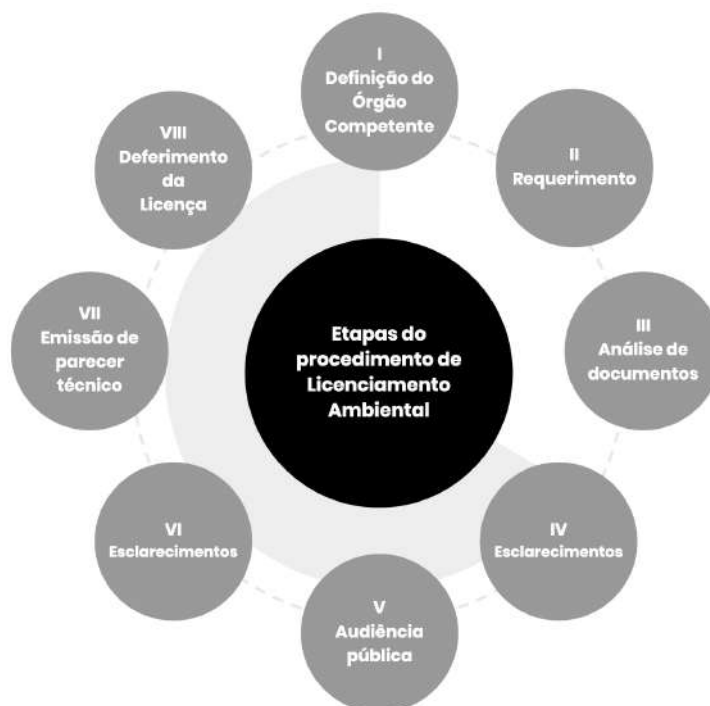 I
Definição do
Órgão
Competente
II
Requerimento
III
Análise de
documentos
IV
Esclarecimentos
V
Audiência
pública
VI
Esclarecimentos
VII
Emissão de
parecer
técnico
VIII
Deferimento
da
Licença
Etapas do
procedimento de
Licenciamento
Ambiental